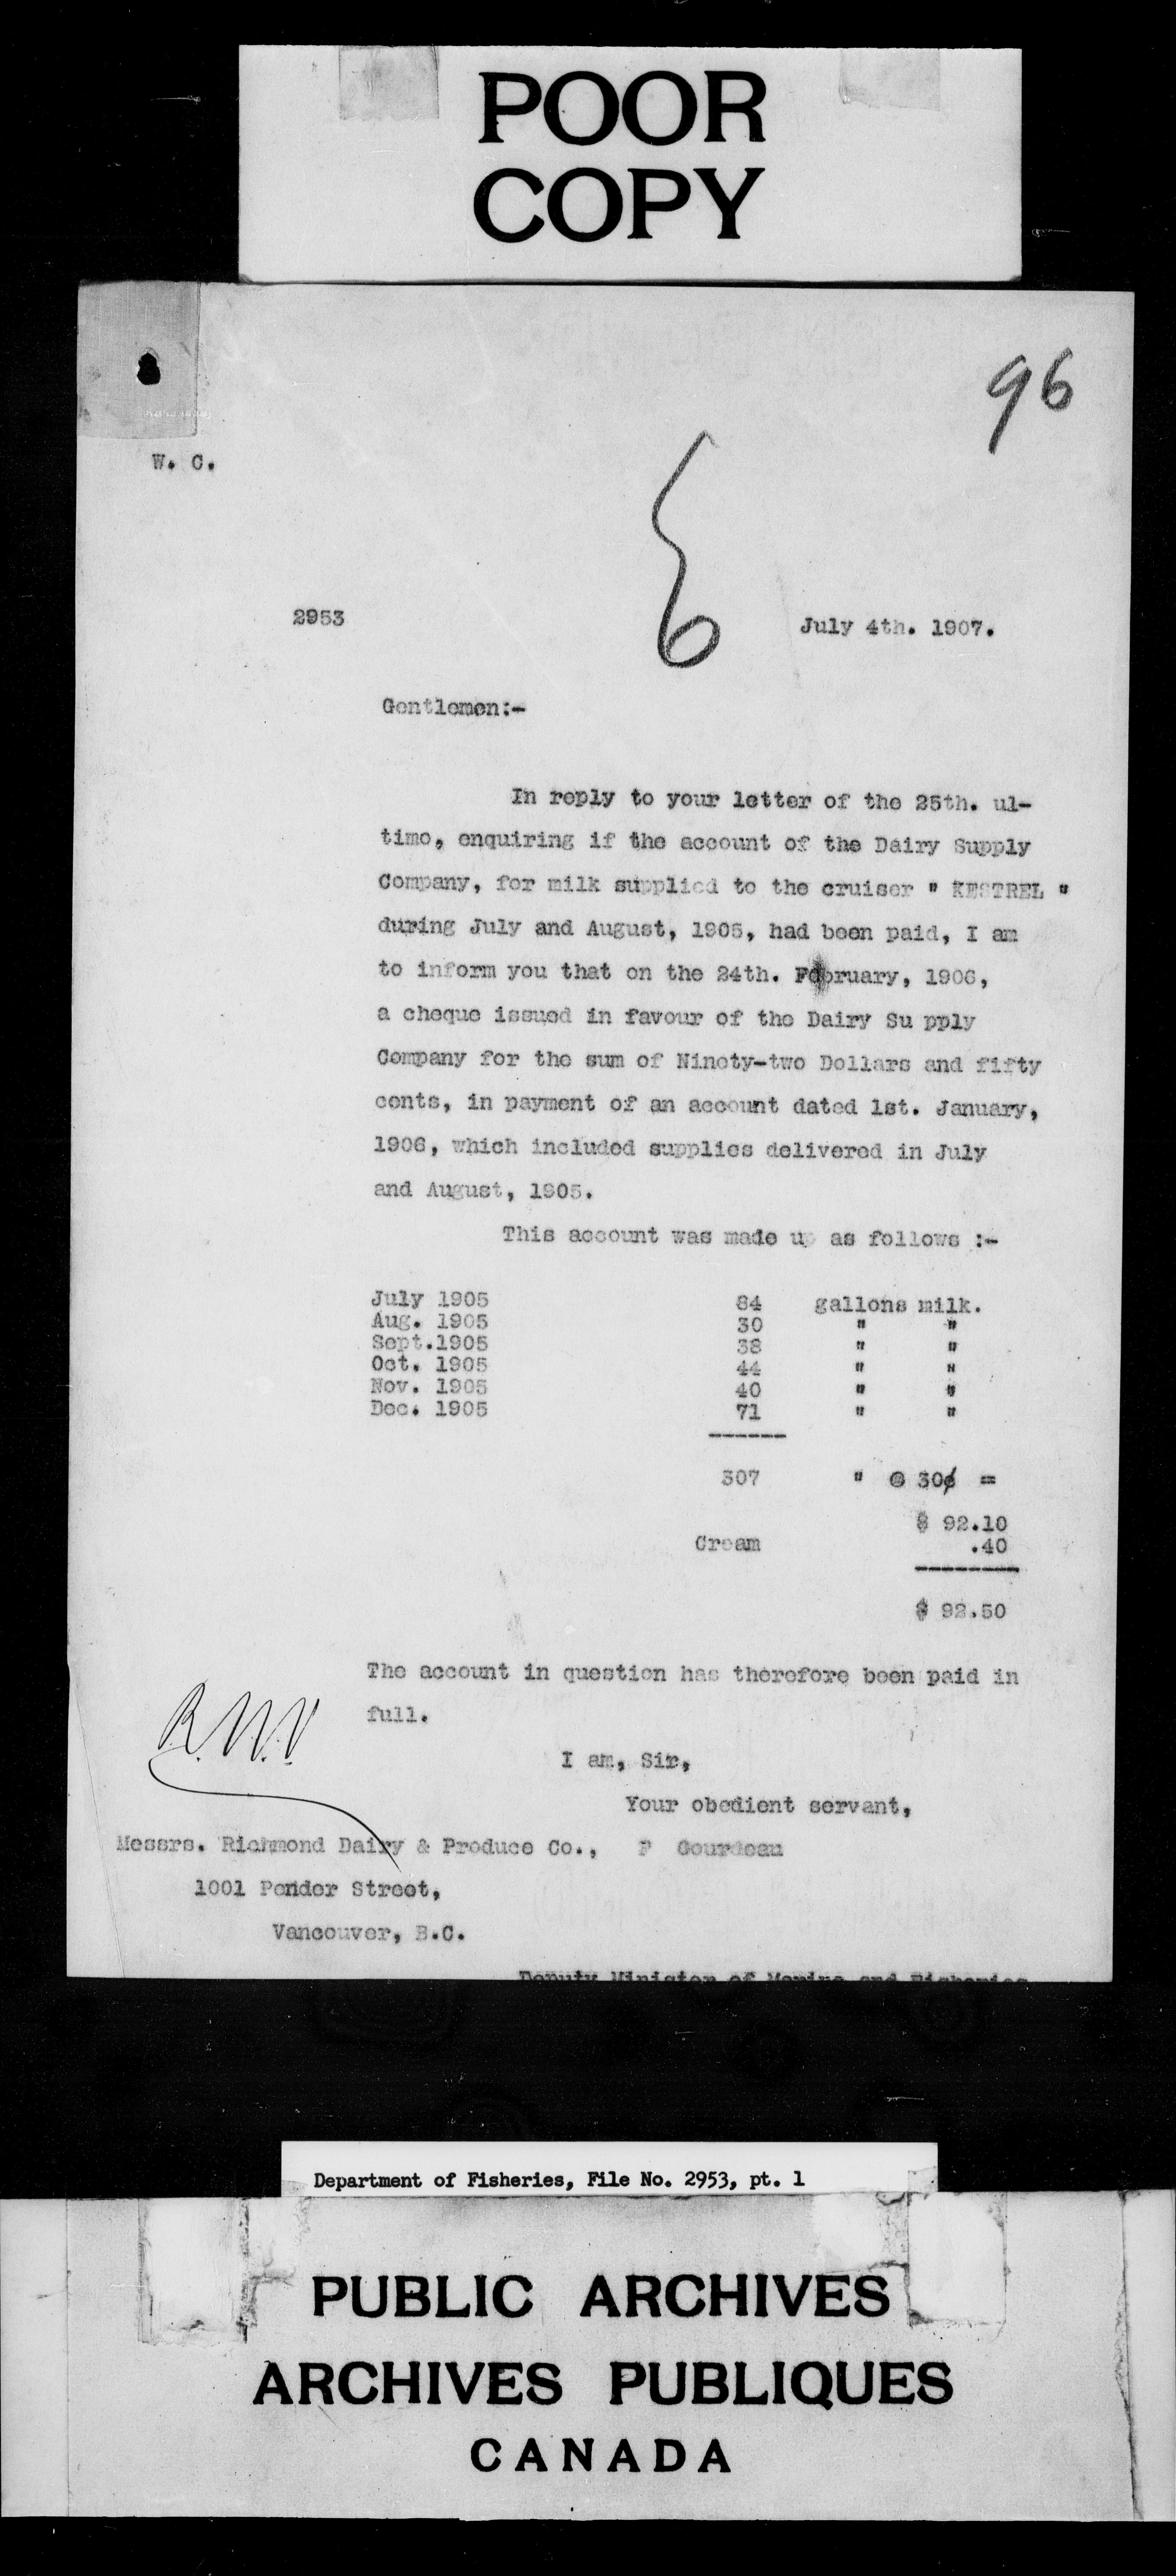 POOR
COPY
96
W. C.
6
2953
July 4th. 1907.
Gentlemen:-
In reply to your letter of the 25th. ul-
timo, enquiring if the account of the Dairy Supply
Company, for milk supplied to the cruiser " KESTREL "
during July and August, 1905, had been paid, I am
to inform you that on the 24th. February, 1906,
a cheque issued in favour of the Dairy Su pply
Company for the sum of Ninety-two Dollars and fifty
cents, in payment of an account dated 1st. January,
1906, which included supplies delivered in July
and August, 1905.
This account was made up as follows :-
July 1905 84 gallons milk.
Aug. 1905 30 " "
Sept.1905 38 " "
Oct. 1905 44 " "
Nov. 1905 40 " "
Dec. 1905 71 " "
307 " @ 30¢ =
$ 92.10
Cream .40
$ 92.50
The account in question has therefore been paid in
full.
I am, Sir,
Your obedient servant,
Messrs. Richmond Dairy & Produce Co., F Gourdeau
1001 Pender Street,
Vancouver, B.C.
Deputy Minister of Marine and Fisheries
Department of Fisheries, File No. 2953, pt. 1
PUBLIC ARCHIVES
ARCHIVES PUBLIQUES
CANADA